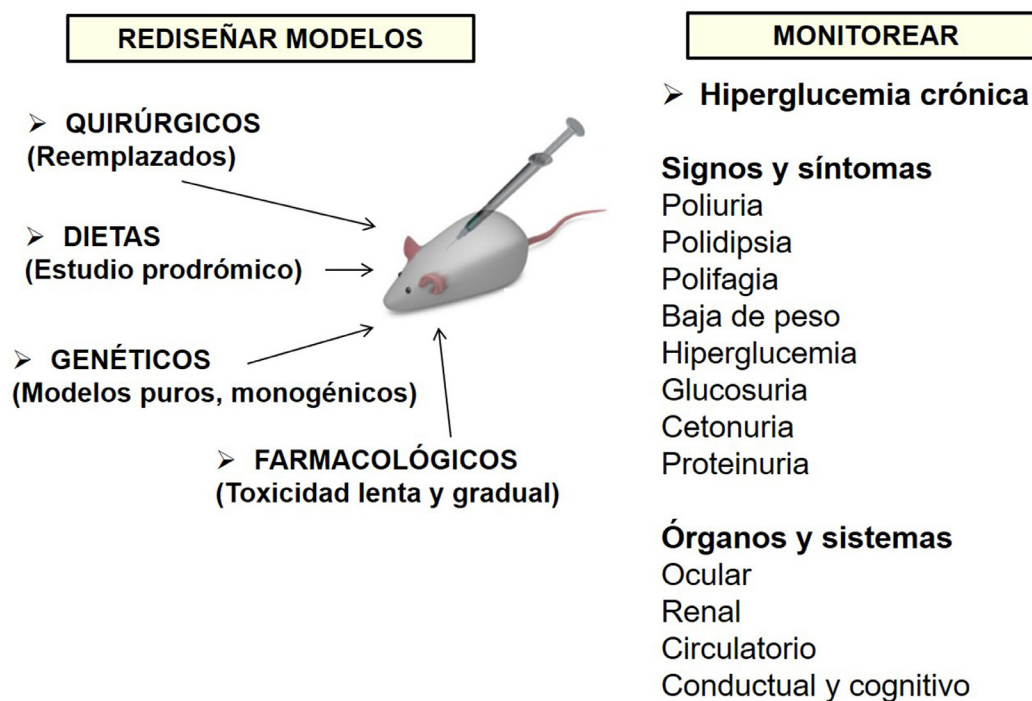 REDISEÑAR MODELOS
➢ QUIRÚRGICOS
(Reemplazados)
➢ DIETAS
(Estudio prodrómico)
➢ GENÉTICOS
(Modelos puros, monogénicos)
➢ FARMACOLÓGICOS
(Toxicidad lenta y gradual)
MONITOREAR
➢ Hiperglucemia crónica
Signos y síntomas
Poliuria
Polidipsia
Polifagia
Baja de peso
Hiperglucemia
Glucosuria
Cetonuria
Proteinuria
Órganos y sistemas
Ocular
Renal
Circulatorio
Conductual y cognitivo